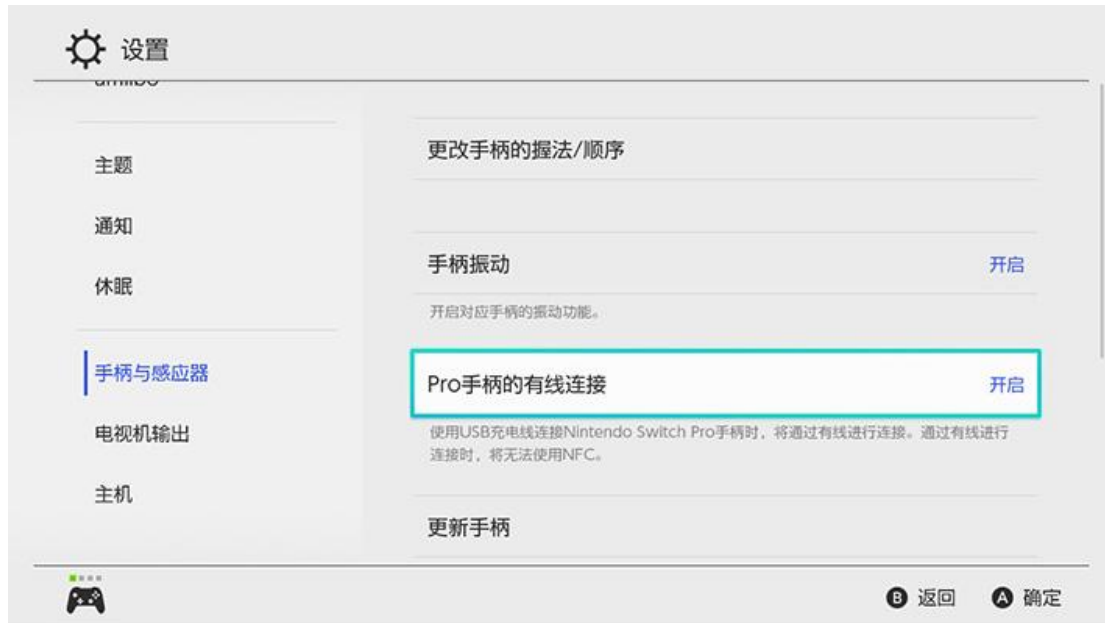 设置
amiibo
主题
通知
休眠
手柄与感应器
电视机输出
主机
更改手柄的握法/顺序
手柄振动 开启
开启对应手柄的振动功能。
Pro手柄的有线连接 开启
使用USB充电线连接Nintendo Switch Pro手柄时，将通过有线进行连接。通过有线进行
连接时，将无法使用NFC。
更新手柄
B 返回 A 确定